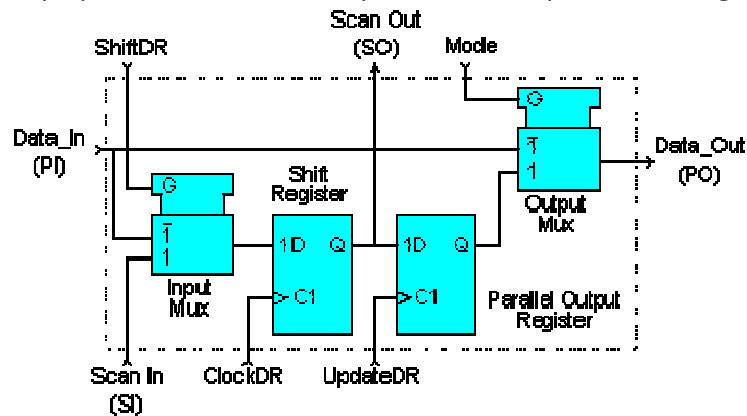 Scan Out
(SO)
ShiftDR
Mode
Data_In
(PI)
G
1
1
Input
Mux
Shift
Register
1D Q
C1
1D Q
C1
Parallel Output
Register
G
1
1
Output
Mux
Data_Out
(PO)
Scan In
(SI)
ClockDR
UpdateDR